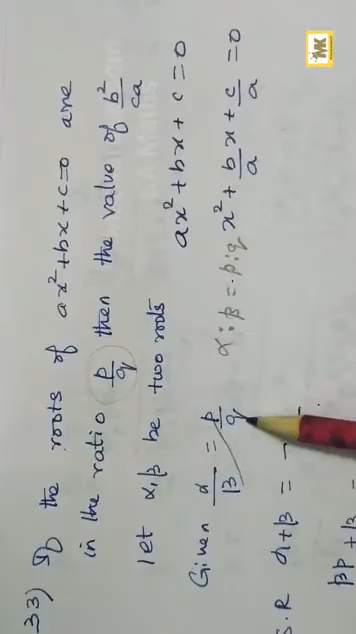 33) If the roots of ax²+bx+c=0 are
in the ratio p/q then the value of b²/ca
let α,β be two roots
ax²+bx+c=0
Given α/β = p/q α:β=p:q x²+b/a x+c/a=0
S.R α+β = -
βp + β =
MK